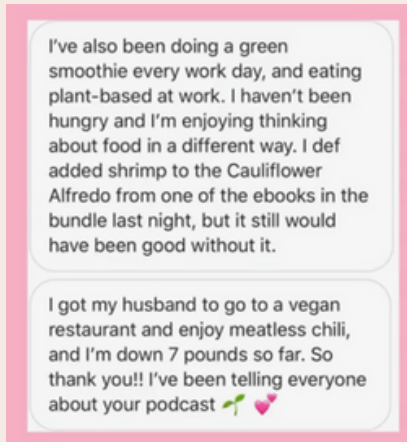 I've also been doing a green
smoothie every work day, and eating
plant-based at work. I haven't been
hungry and I'm enjoying thinking
about food in a different way. I def
added shrimp to the Cauliflower
Alfredo from one of the ebooks in the
bundle last night, but it still would
have been good without it.
I got my husband to go to a vegan
restaurant and enjoy meatless chili,
and I'm down 7 pounds so far. So
thank you!! I've been telling everyone
about your podcast 🌱 💕